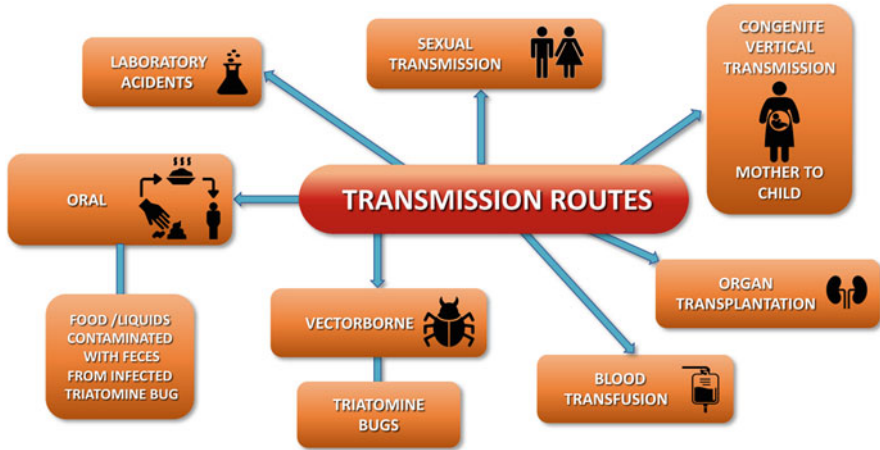 LABORATORY
ACIDENTS
SEXUAL
TRANSMISSION
CONGENITE
VERTICAL
TRANSMISSION
MOTHER TO
CHILD
ORAL
TRANSMISSION ROUTES
FOOD /LIQUIDS
CONTAMINATED
WITH FECES
FROM INFECTED
TRIATOMINE BUG
VECTORBORNE
TRIATOMINE
BUGS
ORGAN
TRANSPLANTATION
BLOOD
TRANSFUSION